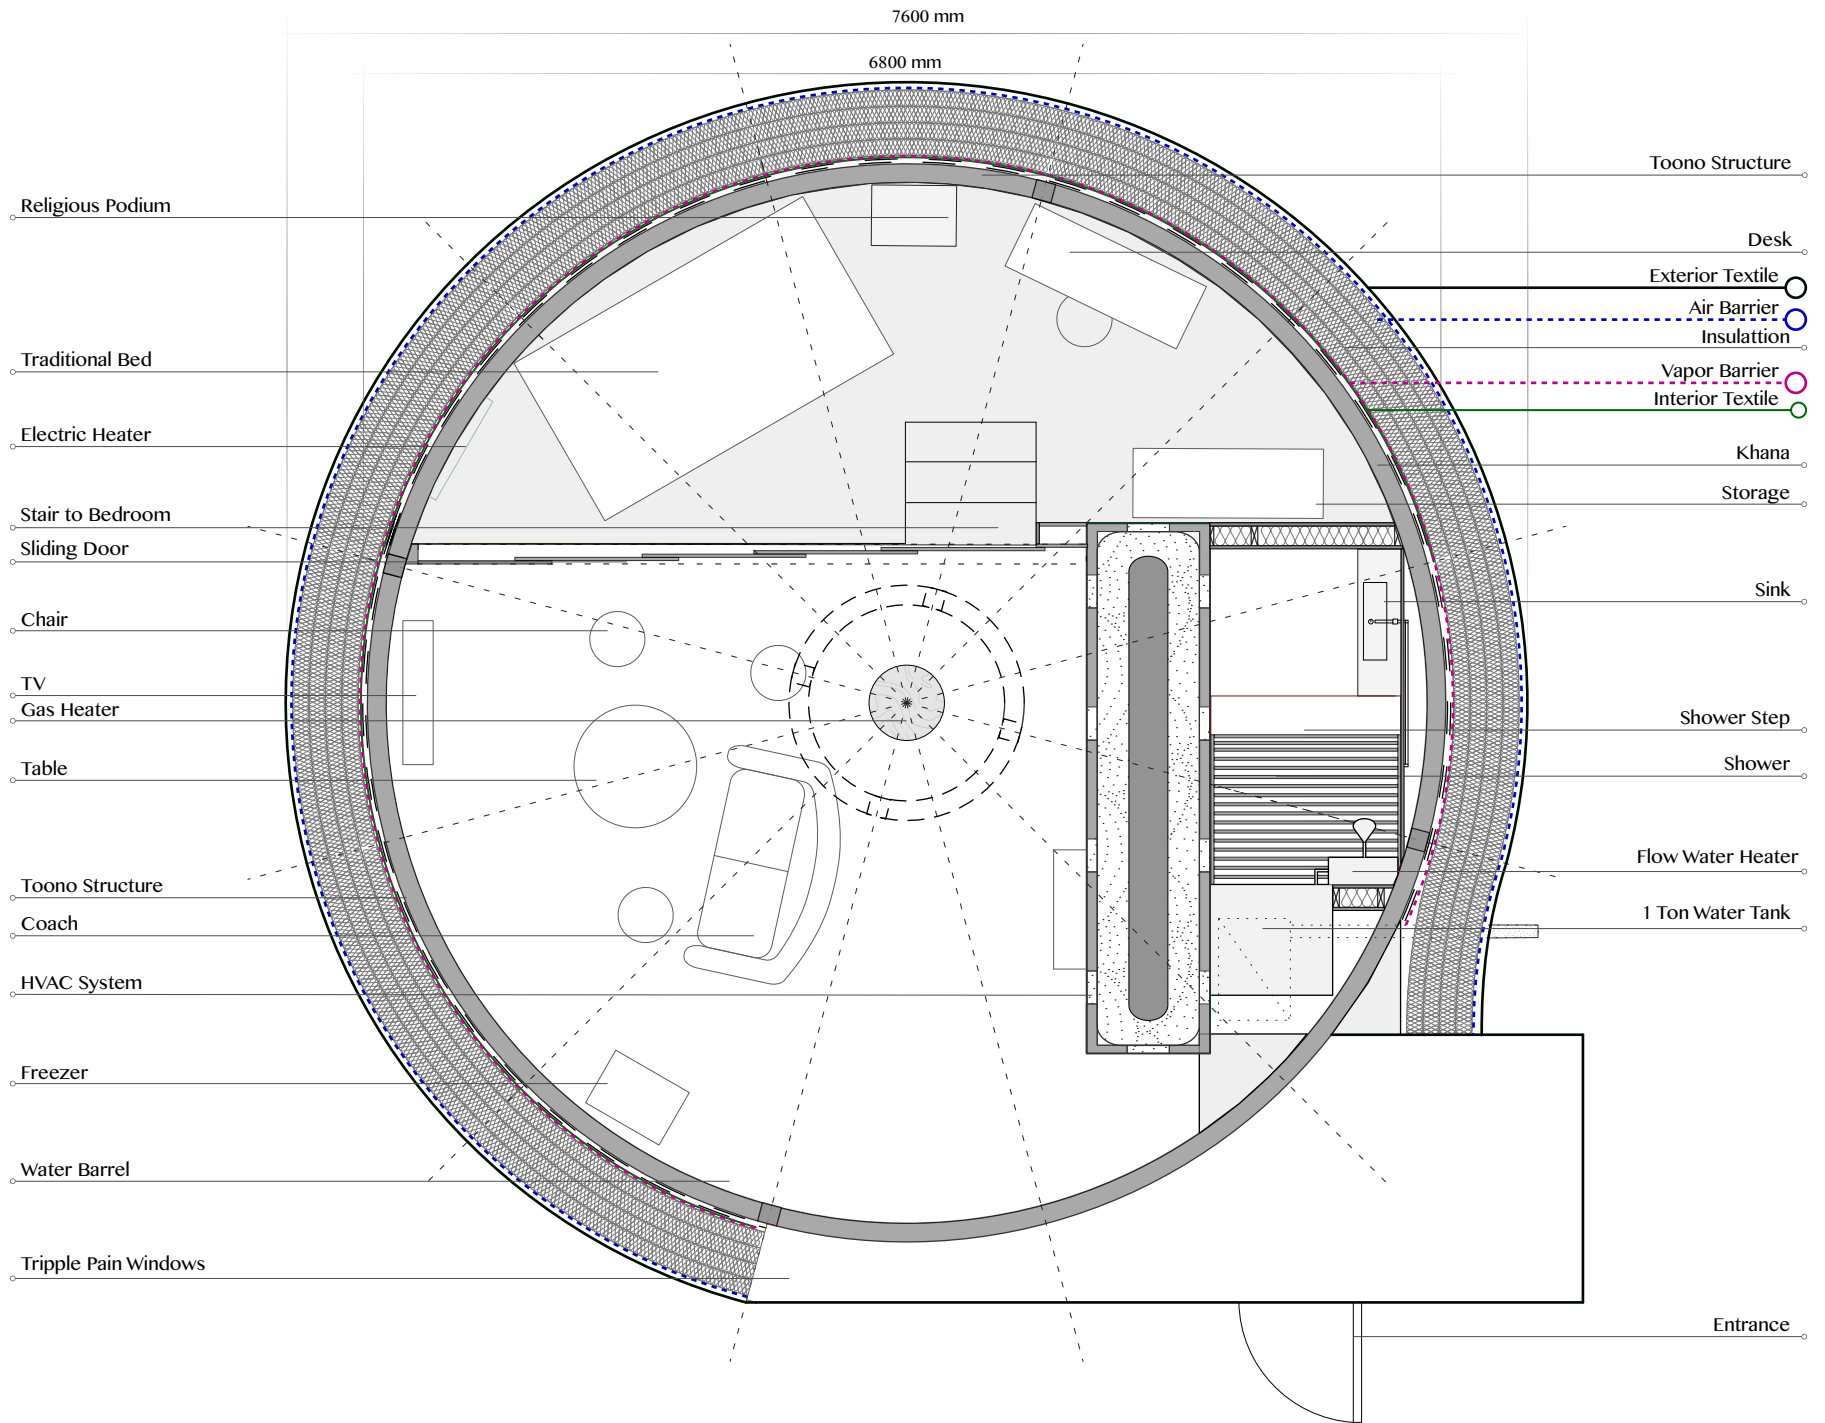 7600 mm
6800 mm
Religious Podium
Traditional Bed
Electric Heater
Stair to Bedroom
Sliding Door
Chair
TV
Gas Heater
Table
Toono Structure
Coach
HVAC System
Freezer
Water Barrel
Tripple Pain Windows
Toono Structure
Desk
Exterior Textile
Air Barrier
Insulattion
Vapor Barrier
Interior Textile
Khana
Storage
Sink
Shower Step
Shower
Flow Water Heater
1 Ton Water Tank
Entrance